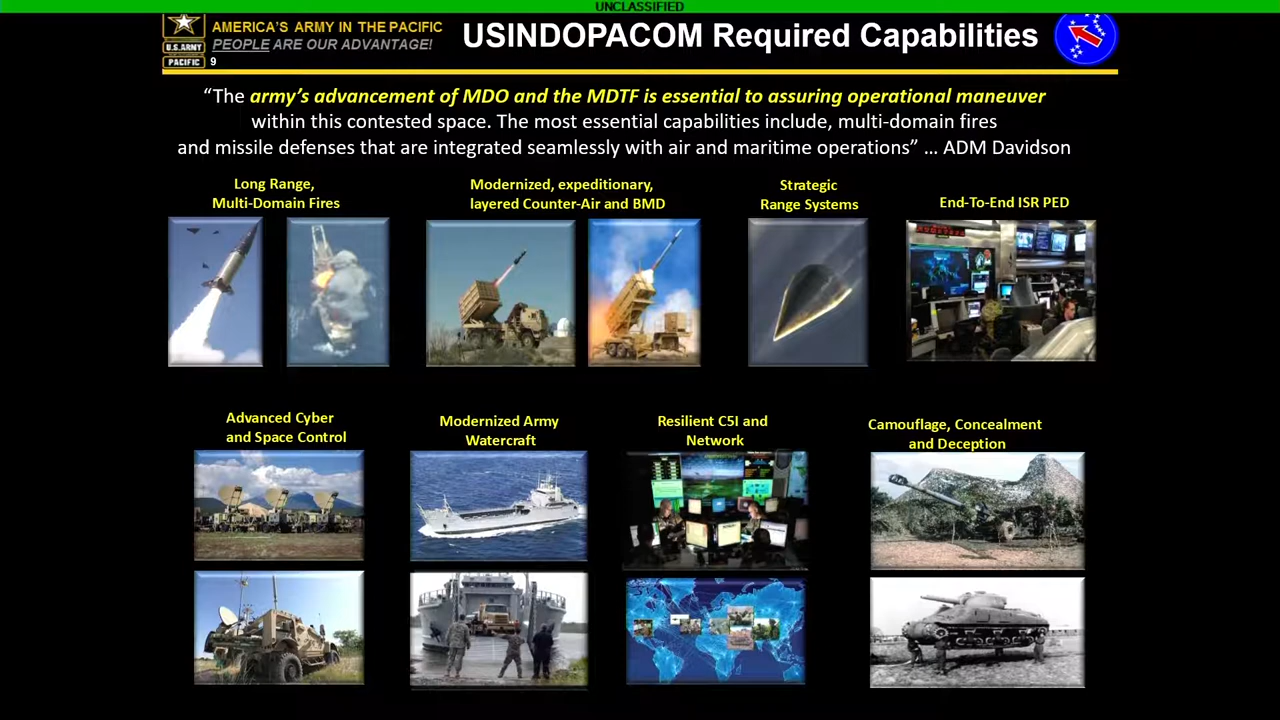 UNCLASSIFIED
AMERICA'S ARMY IN THE PACIFIC
PEOPLE ARE OUR ADVANTAGE!
U.S.ARMY
PACIFIC
9
USINDOPACOM Required Capabilities
“The army’s advancement of MDO and the MDTF is essential to assuring operational maneuver
within this contested space. The most essential capabilities include, multi-domain fires
and missile defenses that are integrated seamlessly with air and maritime operations” … ADM Davidson
Long Range,
Multi-Domain Fires
Modernized, expeditionary,
layered Counter-Air and BMD
Strategic
Range Systems
End-To-End ISR PED
Advanced Cyber
and Space Control
Modernized Army
Watercraft
Resilient C5I and
Network
Camouflage, Concealment
and Deception